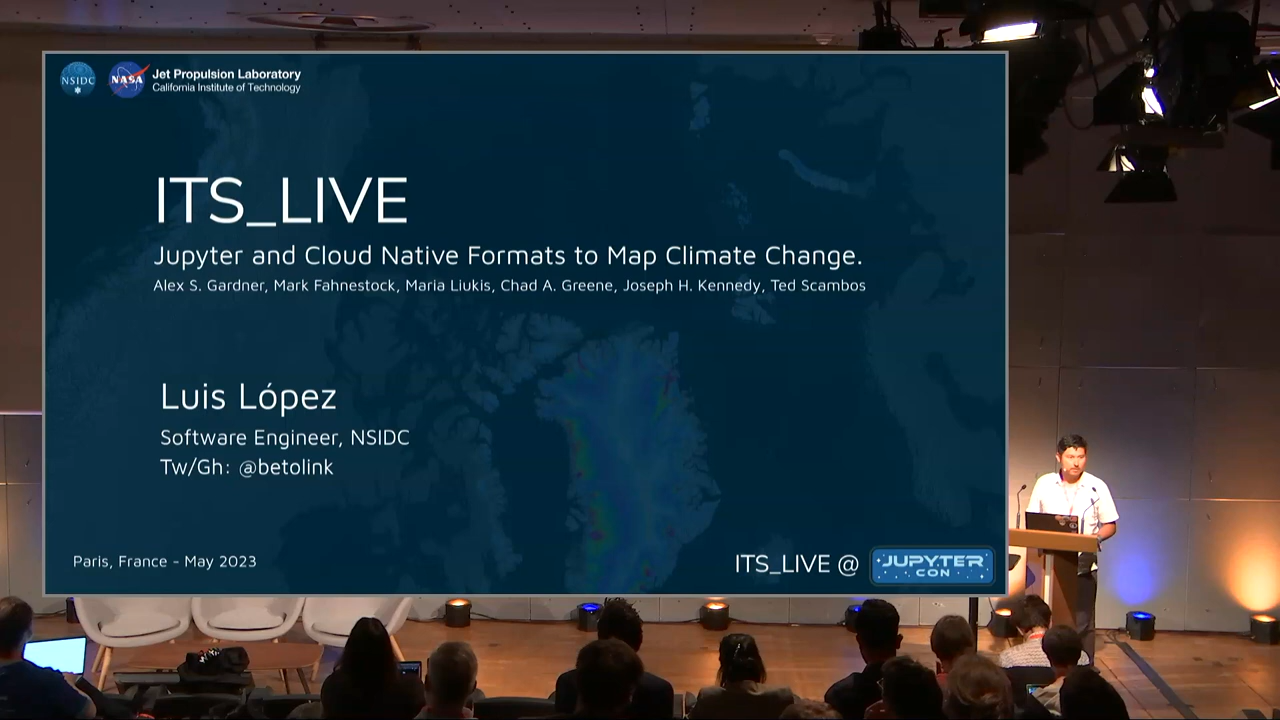 NSIDC
NASA
Jet Propulsion Laboratory
California Institute of Technology
ITS_LIVE
Jupyter and Cloud Native Formats to Map Climate Change.
Alex S. Gardner, Mark Fahnestock, Maria Liukis, Chad A. Greene, Joseph H. Kennedy, Ted Scambos
Luis López
Software Engineer, NSIDC
Tw/Gh: @betolink
Paris, France - May 2023
ITS_LIVE @
JUPYTER
CON